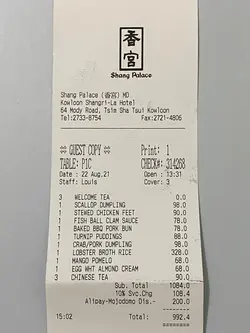 香宮
Shang Palace
Shang Palace (香宮) MD
Kowloon Shangri-La Hotel
64 Mody Road, Tsim Sha Tsui Kowloon
Tel:2733-8754 Fax:2721-4806
GUEST COPY Print: 1
TABLE: P1C CHECK#: 314268
Date : 22 Aug.21 Open : 13:31
Staff: Louis Cover: 3
3 WELCOME TEA 0.0
1 SCALLOP DUMPLING 98.0
1 STEWED CHICKEN FEET 90.0
1 FISH BALL CLAM SAUCE 78.0
1 BAKED BBQ PORK BUN 78.0
1 TURNIP PUDDINGS 88.0
1 CRAB/PORK DUMPLING 98.0
1 LOBSTER BROTH RICE 328.0
1 MANGO POMELO 68.0
1 EGG WHT ALMOND CREAM 68.0
3 CHINESE TEA 90.0
Sub. Total 1084.0
10% Svc.Chg 108.4
Alipay-Mojodomo Dis.- 200.0
15:02 Total: 992.4